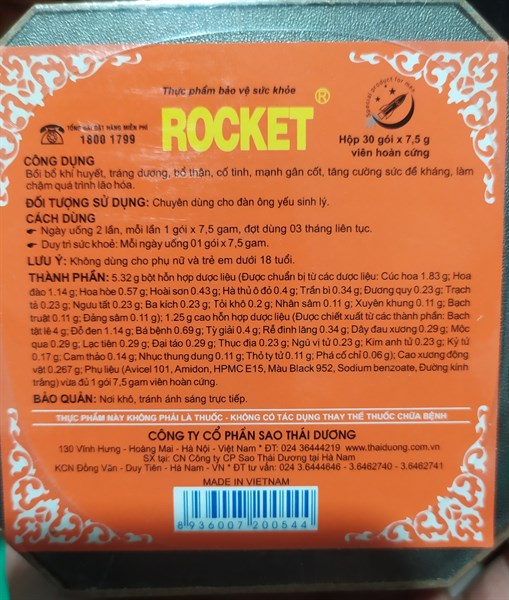 Thực phẩm bảo vệ sức khỏe
ROCKET ®
Special product for men
TỔNG ĐÀI ĐẶT HÀNG MIỄN PHÍ
1800 1799
Hộp 30 gói x 7,5 g
viên hoàn cứng
CÔNG DỤNG
Bồi bổ khí huyết, tráng dương, bổ thận, cố tinh, mạnh gân cốt, tăng cường sức đề kháng, làm
chậm quá trình lão hóa.
ĐỐI TƯỢNG SỬ DỤNG: Chuyên dùng cho đàn ông yếu sinh lý.
CÁCH DÙNG
☛ Ngày uống 2 lần, mỗi lần 1 gói x 7,5 gam, đợt dùng 03 tháng liên tục.
☛ Duy trì sức khoẻ: Mỗi ngày uống 01 gói x 7,5 gam.
LƯU Ý: Không dùng cho phụ nữ và trẻ em dưới 18 tuổi.
THÀNH PHẦN: 5.32 g bột hỗn hợp dược liệu (Được chuẩn bị từ các dược liệu: Cúc hoa 1.83 g; Hoa
đào 1.14 g; Hoa hòe 0.57 g; Hoài sơn 0,43 g; Hà thủ ô đỏ 0,4 g; Trần bì 0.34 g; Đương quy 0.23 g; Trạch
tả 0.23 g; Ngưu tất 0.23 g; Ba kích 0.23 g; Tỏi khô 0.2 g; Nhân sâm 0.11 g; Xuyên khung 0.11 g; Bạch
truật 0.11 g; Đảng sâm 0.11 g); 1.25 g cao hỗn hợp dược liệu (Được chiết xuất từ các thành phần: Bạch
tật lê 4 g; Đỗ đen 1.14 g; Bá bệnh 0.69 g; Tỳ giải 0.4 g; Rễ đinh lăng 0.34 g; Dây đau xương 0.29 g; Mộc
qua 0.29 g; Lạc tiên 0.29 g; Đại táo 0.29 g; Thục địa 0.23 g; Ngũ vị tử 0.23 g; Kim anh tử 0.23 g; Kỷ tử
0.17 g; Cam thảo 0.14 g; Nhục thung dung 0.11 g; Thỏ ty tử 0.11 g; Phá cố chỉ 0.06 g); Cao xương động
vật 0.267 g; Phụ liệu (Avicel 101, Amidon, HPMC E15, Màu Black 952, Sodium benzoate, Đường kính
trắng) vừa đủ 1 gói 7,5 gam viên hoàn cứng.
BẢO QUẢN: Nơi khô, tránh ánh sáng trực tiếp.
THỰC PHẨM NÀY KHÔNG PHẢI LÀ THUỐC - KHÔNG CÓ TÁC DỤNG THAY THẾ THUỐC CHỮA BỆNH
CÔNG TY CỔ PHẦN SAO THÁI DƯƠNG
130 Vĩnh Hưng - Hoàng Mai - Hà Nội - Việt Nam * ĐT: 024 36444219 www.thaiduong.com.vn
SX tại: CN Công ty CP Sao Thái Dương tại Hà Nam
KCN Đồng Văn - Duy Tiên - Hà Nam - VN * ĐT tư vấn: 024 3.6444646 - 3.6462740 - 3.6462741
MADE IN VIETNAM
8 936007 200544